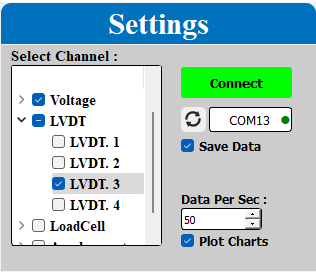 Settings
Select Channel :
Voltage
LVDT
LVDT. 1
LVDT. 2
LVDT. 3
LVDT. 4
LoadCell
Connect
COM13
Save Data
Data Per Sec :
50
Plot Charts